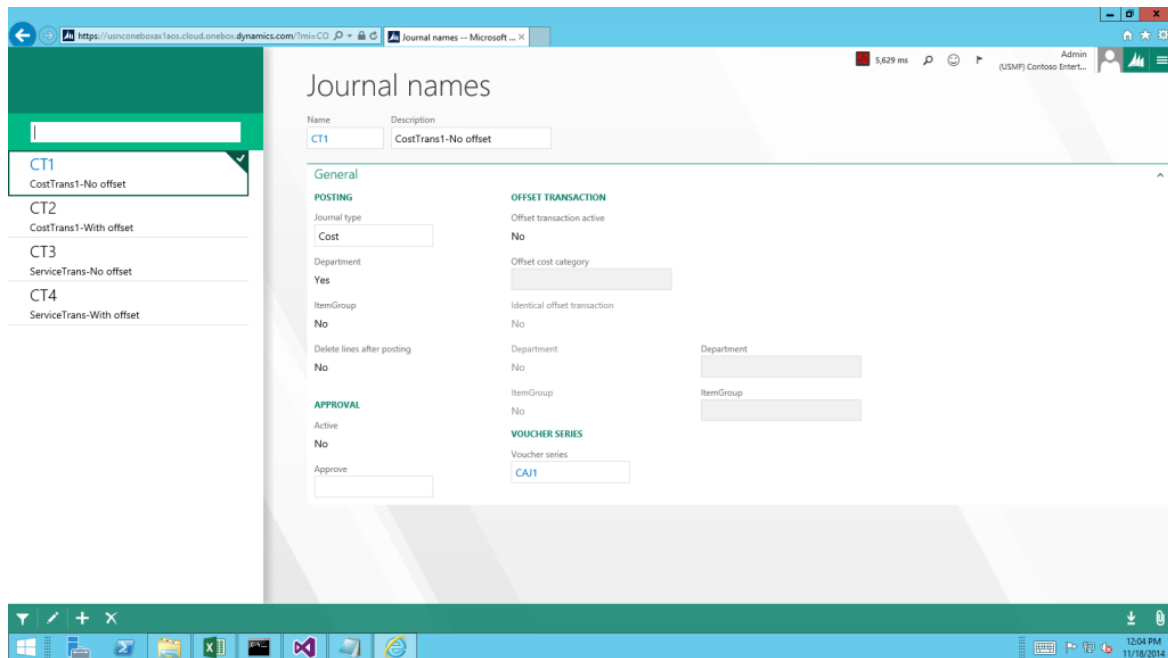 https://usnconeboxax1aos.cloud.onebox.dynamics.com/?mi=CO
Journal names -- Microsoft ...
5,629 ms
Admin
(USMF) Contoso Entert...
Journal names
Name Description
CT1 CostTrans1-No offset
CT1
CostTrans1-No offset
CT2
CostTrans1-With offset
CT3
ServiceTrans-No offset
CT4
ServiceTrans-With offset
General
POSTING
Journal type
Cost
Department
Yes
ItemGroup
No
Delete lines after posting
No
APPROVAL
Active
No
Approve
OFFSET TRANSACTION
Offset transaction active
No
Offset cost category
Identical offset transaction
No
Department
No
ItemGroup
No
VOUCHER SERIES
Voucher series
CAJ1
Department
ItemGroup
12:04 PM
11/18/2014